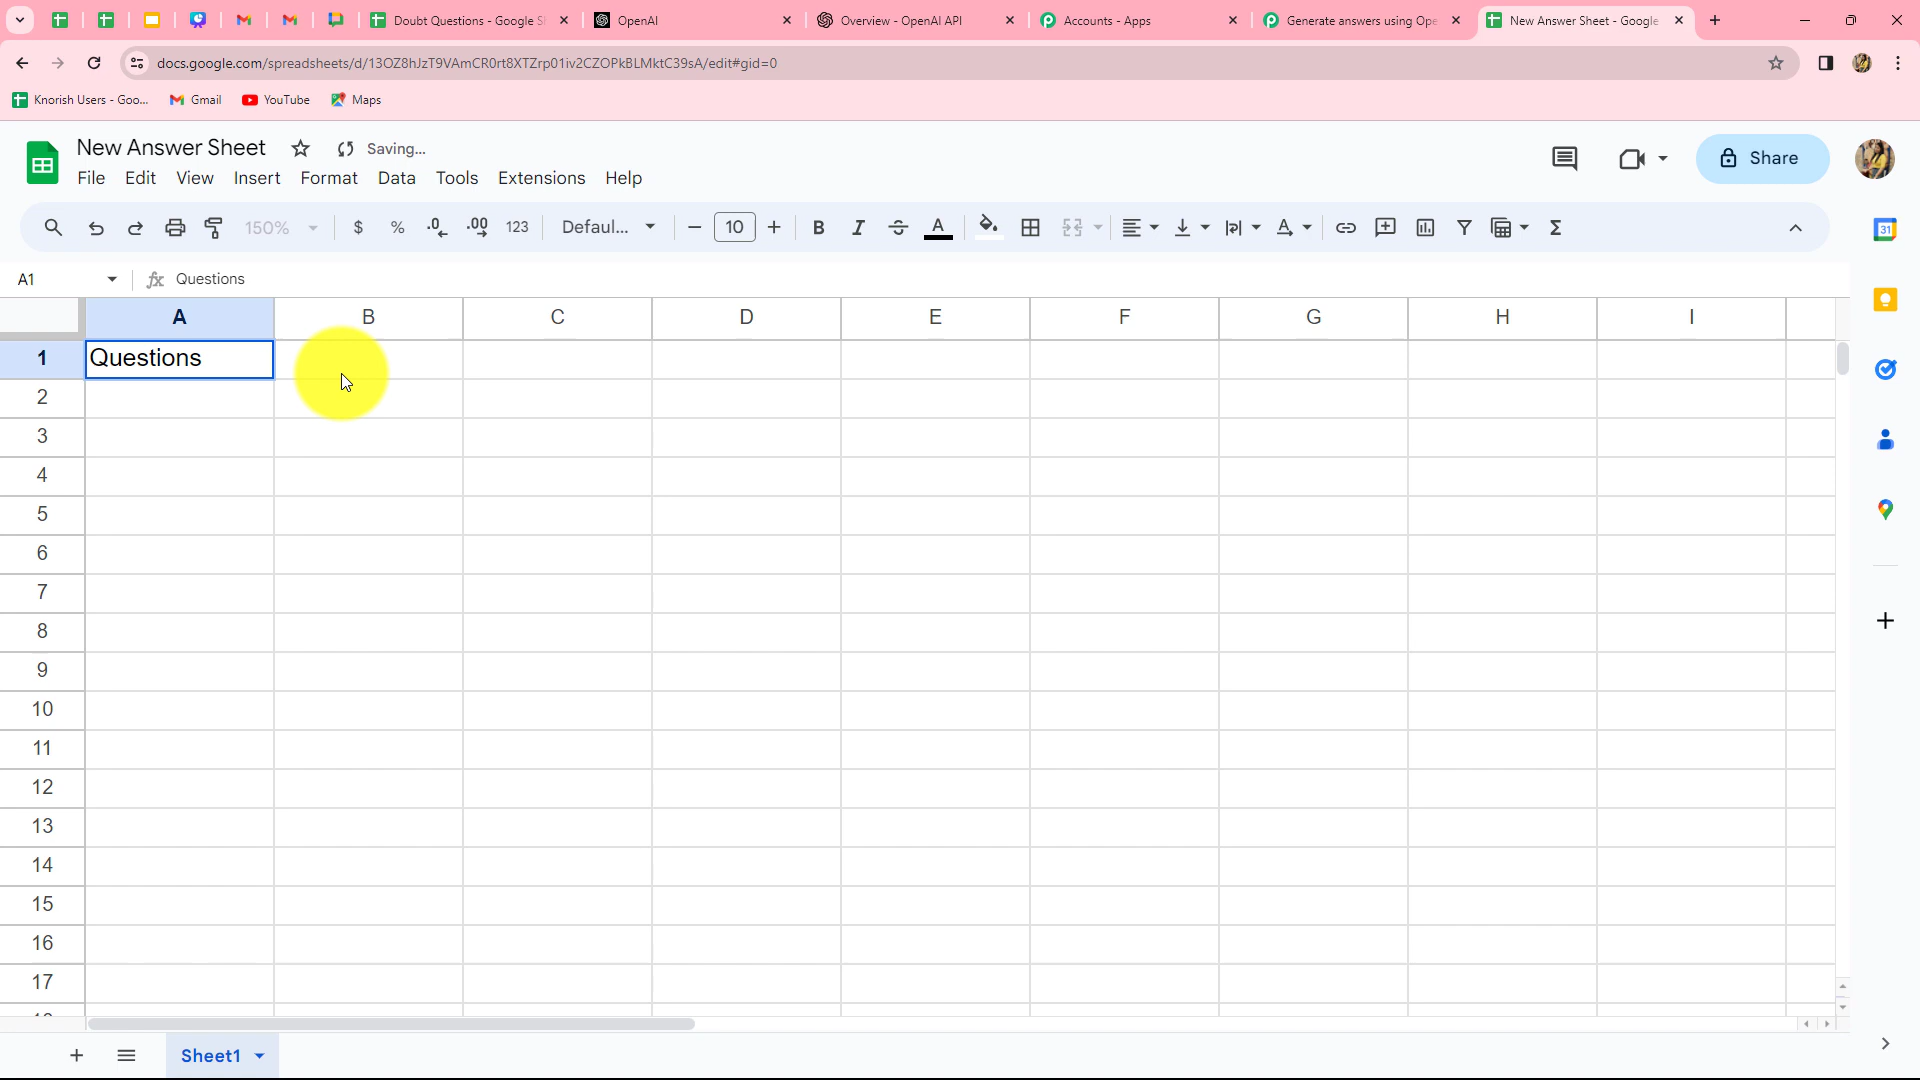 Doubt Questions - Google S
OpenAI
Overview - OpenAI API
Accounts - Apps
Generate answers using Ope
New Answer Sheet - Google
docs.google.com/spreadsheets/d/13OZ8hJzT9VAmCR0rt8XTZrp01iv2CZOPkBLMktC39sA/edit#gid=0
Knorish Users - Goo...
Gmail
YouTube
Maps
New Answer Sheet
Saving...
File Edit View Insert Format Data Tools Extensions Help
Share
150% $ % .0 .00 123 Defaul... 10 B I S A
31
A1
fx Questions
A B C D E F G H I
1 Questions
2
3
4
5
6
7
8
9
10
11
12
13
14
15
16
17
Sheet1